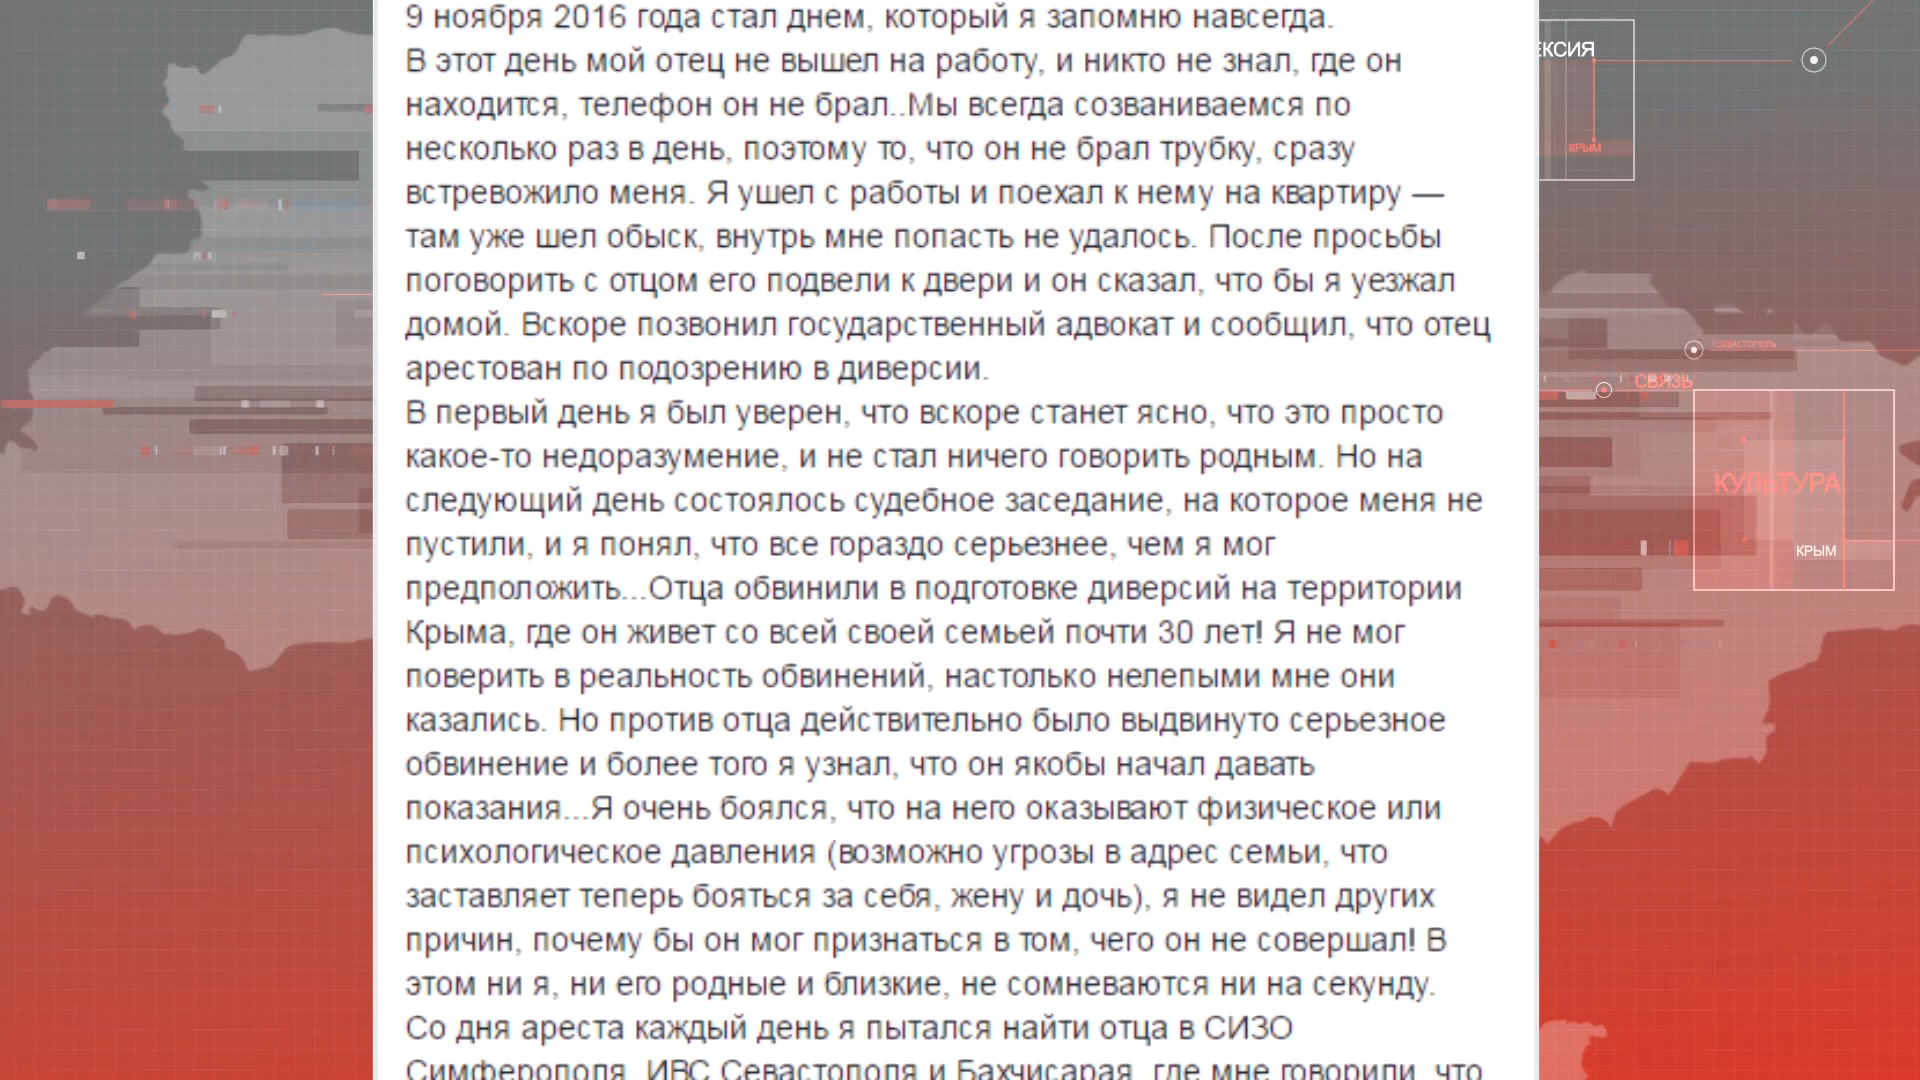 9 ноября 2016 года стал днем, который я запомню навсегда.
В этот день мой отец не вышел на работу, и никто не знал, где он
находится, телефон он не брал..Мы всегда созваниваемся по
несколько раз в день, поэтому то, что он не брал трубку, сразу
встревожило меня. Я ушел с работы и поехал к нему на квартиру —
там уже шел обыск, внутрь мне попасть не удалось. После просьбы
поговорить с отцом его подвели к двери и он сказал, что бы я уезжал
домой. Вскоре позвонил государственный адвокат и сообщил, что отец
арестован по подозрению в диверсии.
В первый день я был уверен, что вскоре станет ясно, что это просто
какое-то недоразумение, и не стал ничего говорить родным. Но на
следующий день состоялось судебное заседание, на которое меня не
пустили, и я понял, что все гораздо серьезнее, чем я мог
предположить...Отца обвинили в подготовке диверсий на территории
Крыма, где он живет со всей своей семьей почти 30 лет! Я не мог
поверить в реальность обвинений, настолько нелепыми мне они
казались. Но против отца действительно было выдвинуто серьезное
обвинение и более того я узнал, что он якобы начал давать
показания...Я очень боялся, что на него оказывают физическое или
психологическое давления (возможно угрозы в адрес семьи, что
заставляет теперь бояться за себя, жену и дочь), я не видел других
причин, почему бы он мог признаться в том, чего он не совершал! В
этом ни я, ни его родные и близкие, не сомневаются ни на секунду.
Со дня ареста каждый день я пытался найти отца в СИЗО
Симферополя, ИВС Севастополя и Бахчисарая, где мне говорили, что
ЕКСИЯ
КРЫМ
СВЯЗЬ
КУЛЬТУРА
КРЫМ